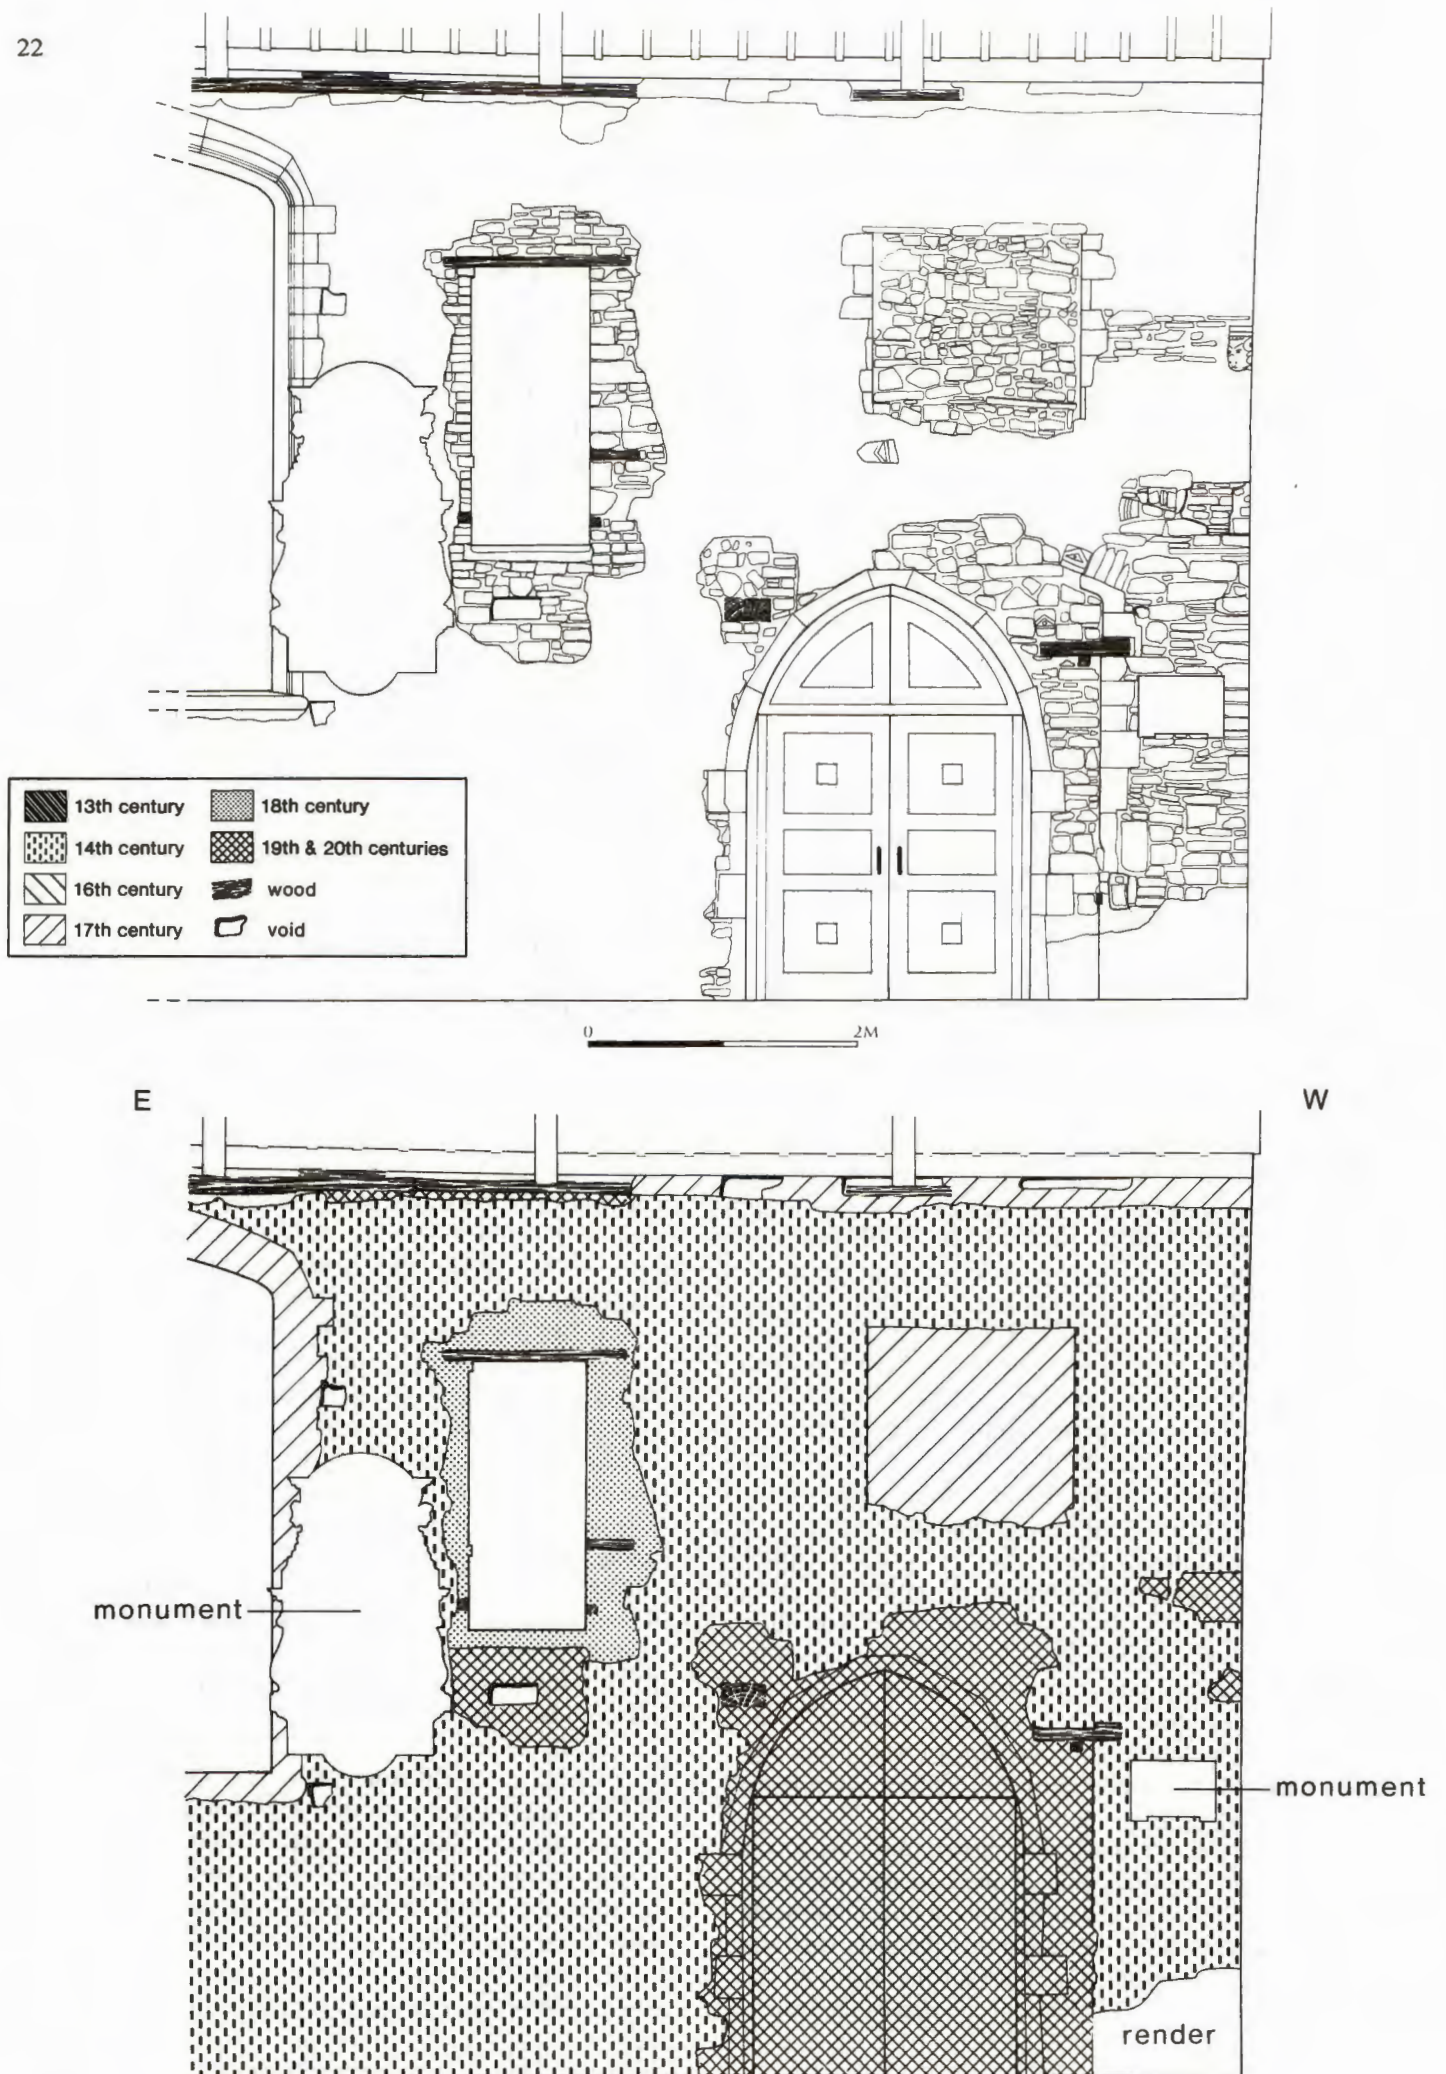 22
13th century
18th century
14th century
19th & 20th centuries
16th century
wood
17th century
void
0 2M
E W
monument
monument
render